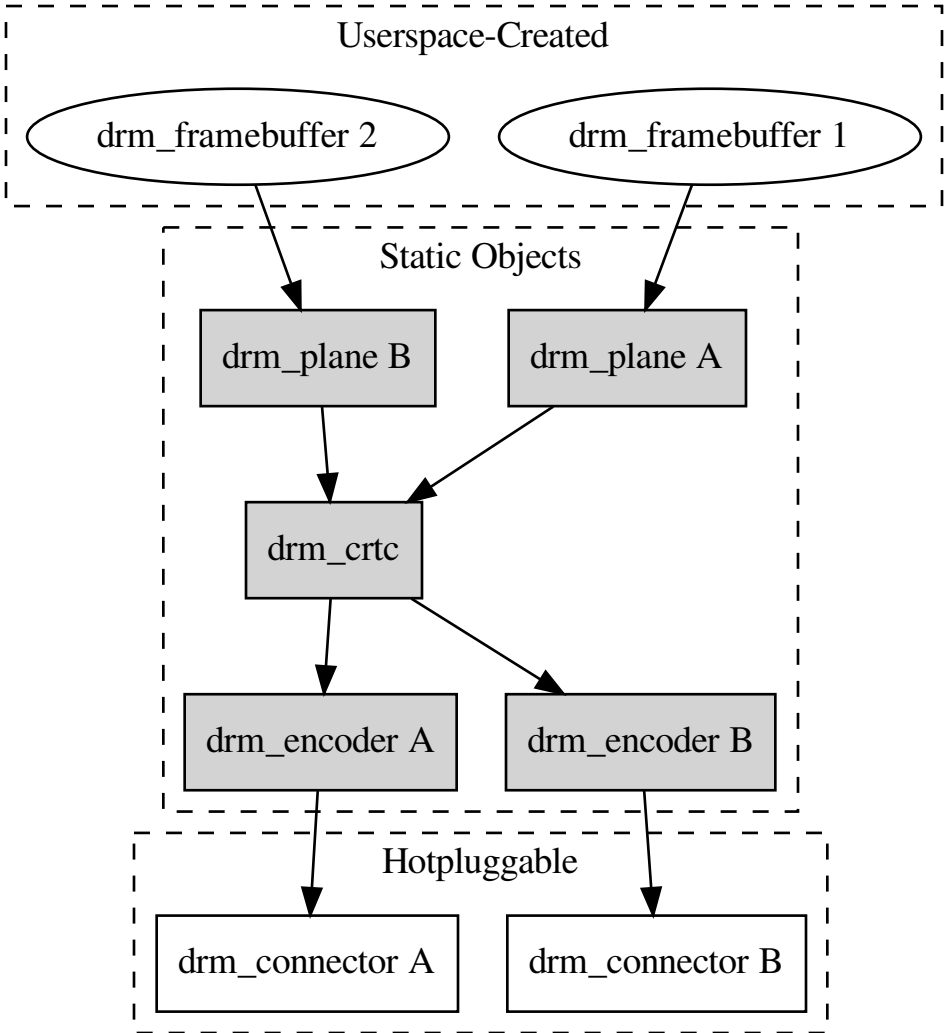 Userspace-Created
drm_framebuffer 2
drm_framebuffer 1
Static Objects
drm_plane B
drm_plane A
drm_crtc
drm_encoder A
drm_encoder B
Hotpluggable
drm_connector A
drm_connector B